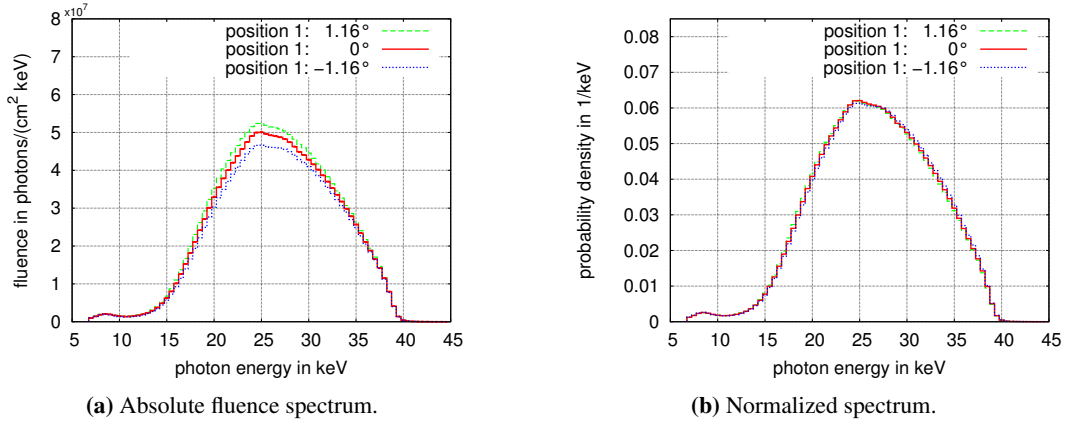 8 ×10⁷
7
6
5
4
3
2
1
0
fluence in photons/(cm² keV)
position 1: 1.16°
position 1: 0°
position 1: −1.16°
5 10 15 20 25 30 35 40 45
photon energy in keV
(a) Absolute fluence spectrum.
0.08
0.07
0.06
0.05
0.04
0.03
0.02
0.01
0
probability density in 1/keV
position 1: 1.16°
position 1: 0°
position 1: −1.16°
5 10 15 20 25 30 35 40 45
photon energy in keV
(b) Normalized spectrum.